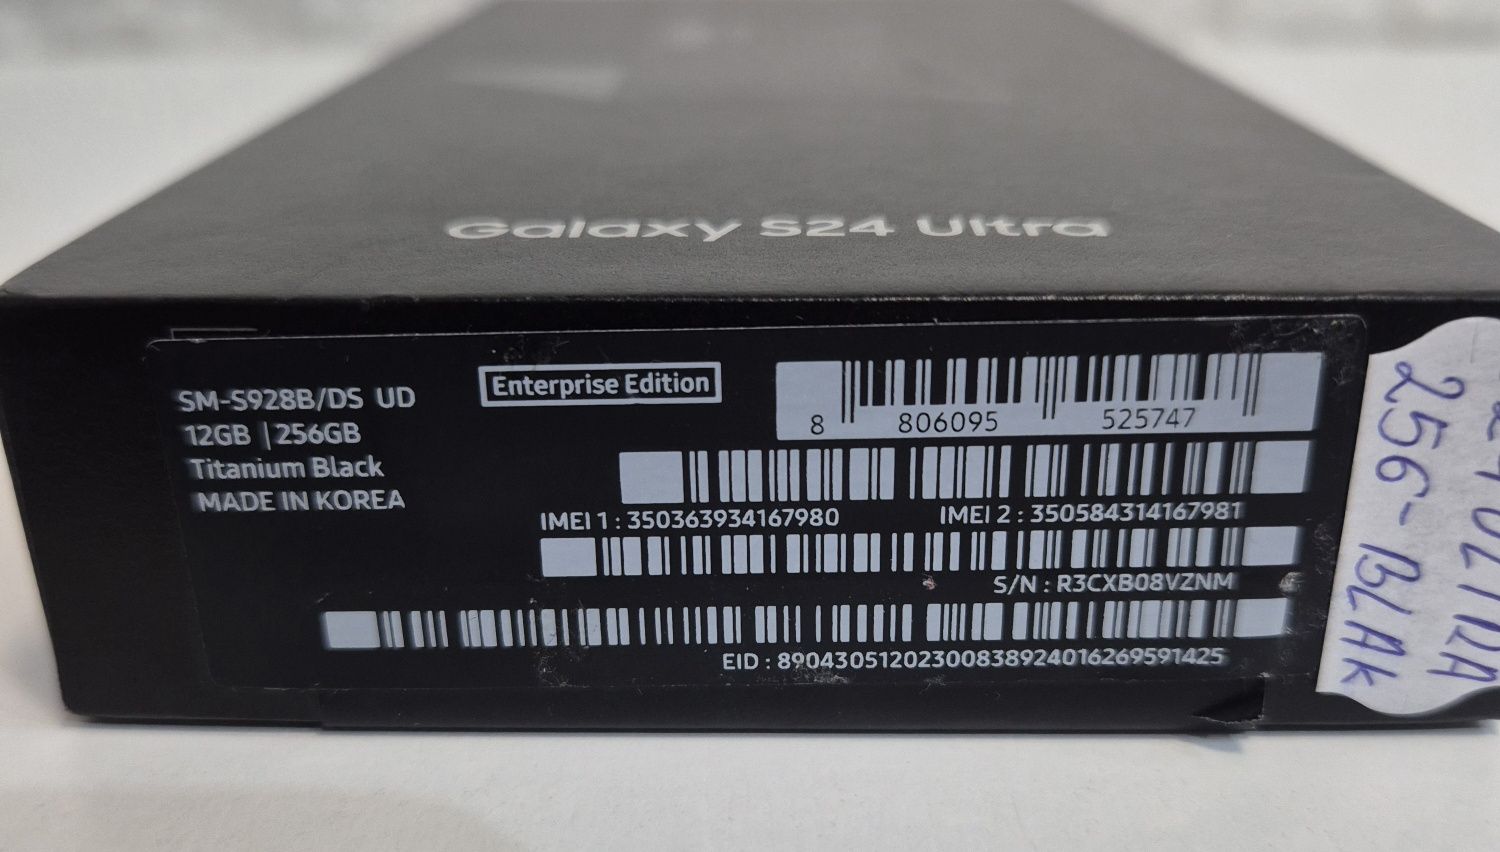 Galaxy S24 Ultra
SM-S928B/DS UD
12GB | 256GB
Titanium Black
MADE IN KOREA
Enterprise Edition
8 806095 525747
IMEI 1 : 350363934167980
IMEI 2 : 350584314167981
S/N : R3CXB08VZNM
EID : 89043051202300838924016269591425
256-BLAK